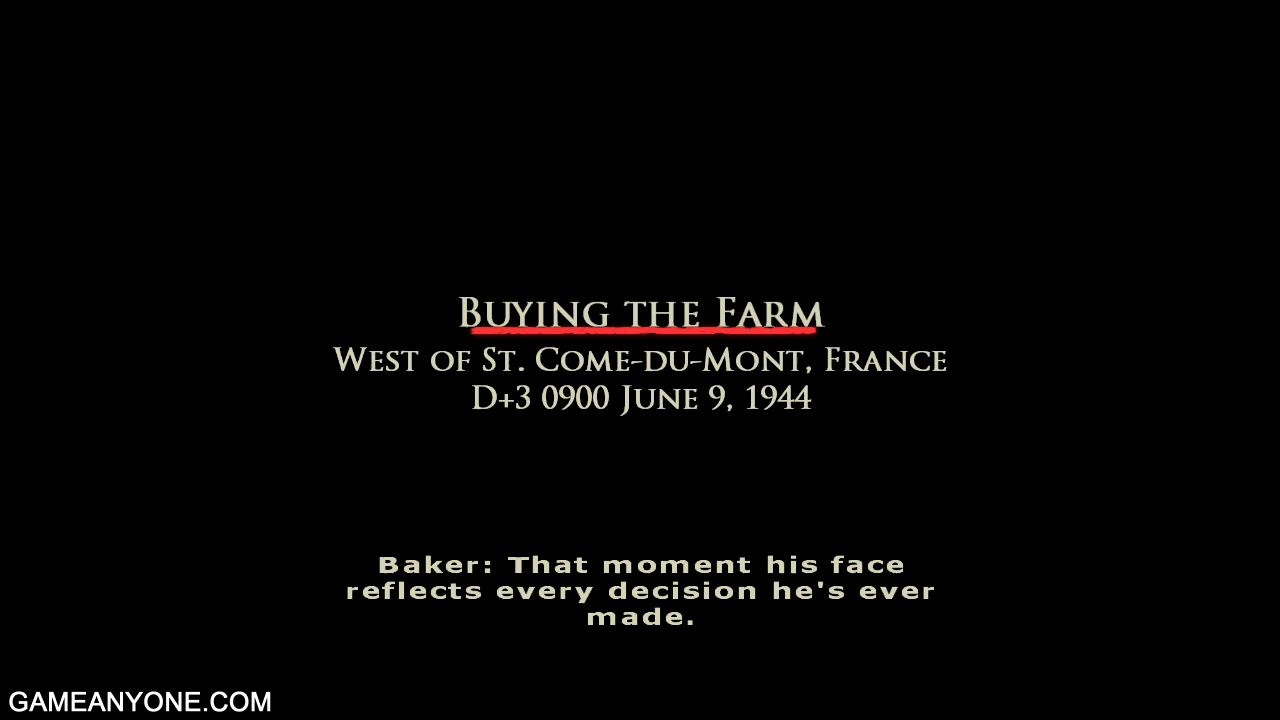 Buying the Farm
West of St. Come-du-Mont, France
D+3 0900 June 9, 1944
Baker: That moment his face
reflects every decision he's ever
made.
GAMEANYONE.COM